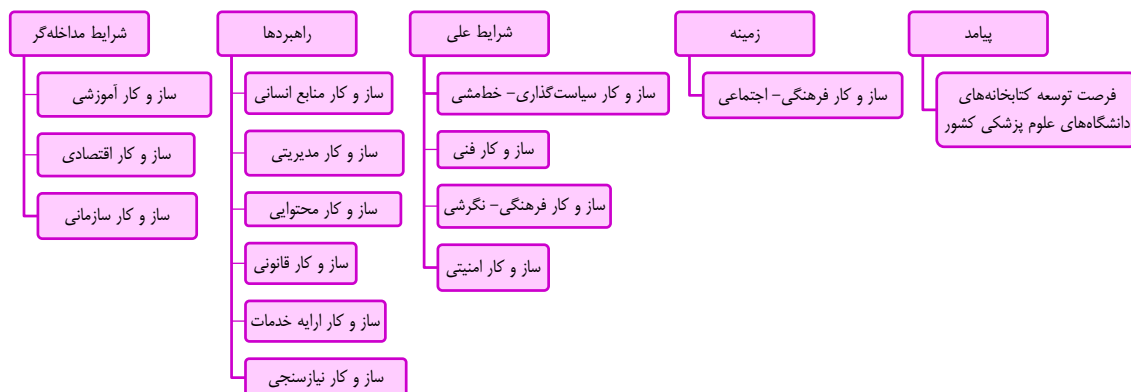 پیامد
فرصت توسعه کتابخانه‌های
دانشگاه‌های علوم پزشکی کشور
زمینه
ساز و کار فرهنگی- اجتماعی
شرایط علی
ساز و کار سیاست‌گذاری- خط‌مشی
ساز و کار فنی
ساز و کار فرهنگی- نگرشی
ساز و کار امنیتی
راهبردها
ساز و کار منابع انسانی
ساز و کار مدیریتی
ساز و کار محتوایی
ساز و کار قانونی
ساز و کار ارایه خدمات
ساز و کار نیازسنجی
شرایط مداخله‌گر
ساز و کار آموزشی
ساز و کار اقتصادی
ساز و کار سازمانی